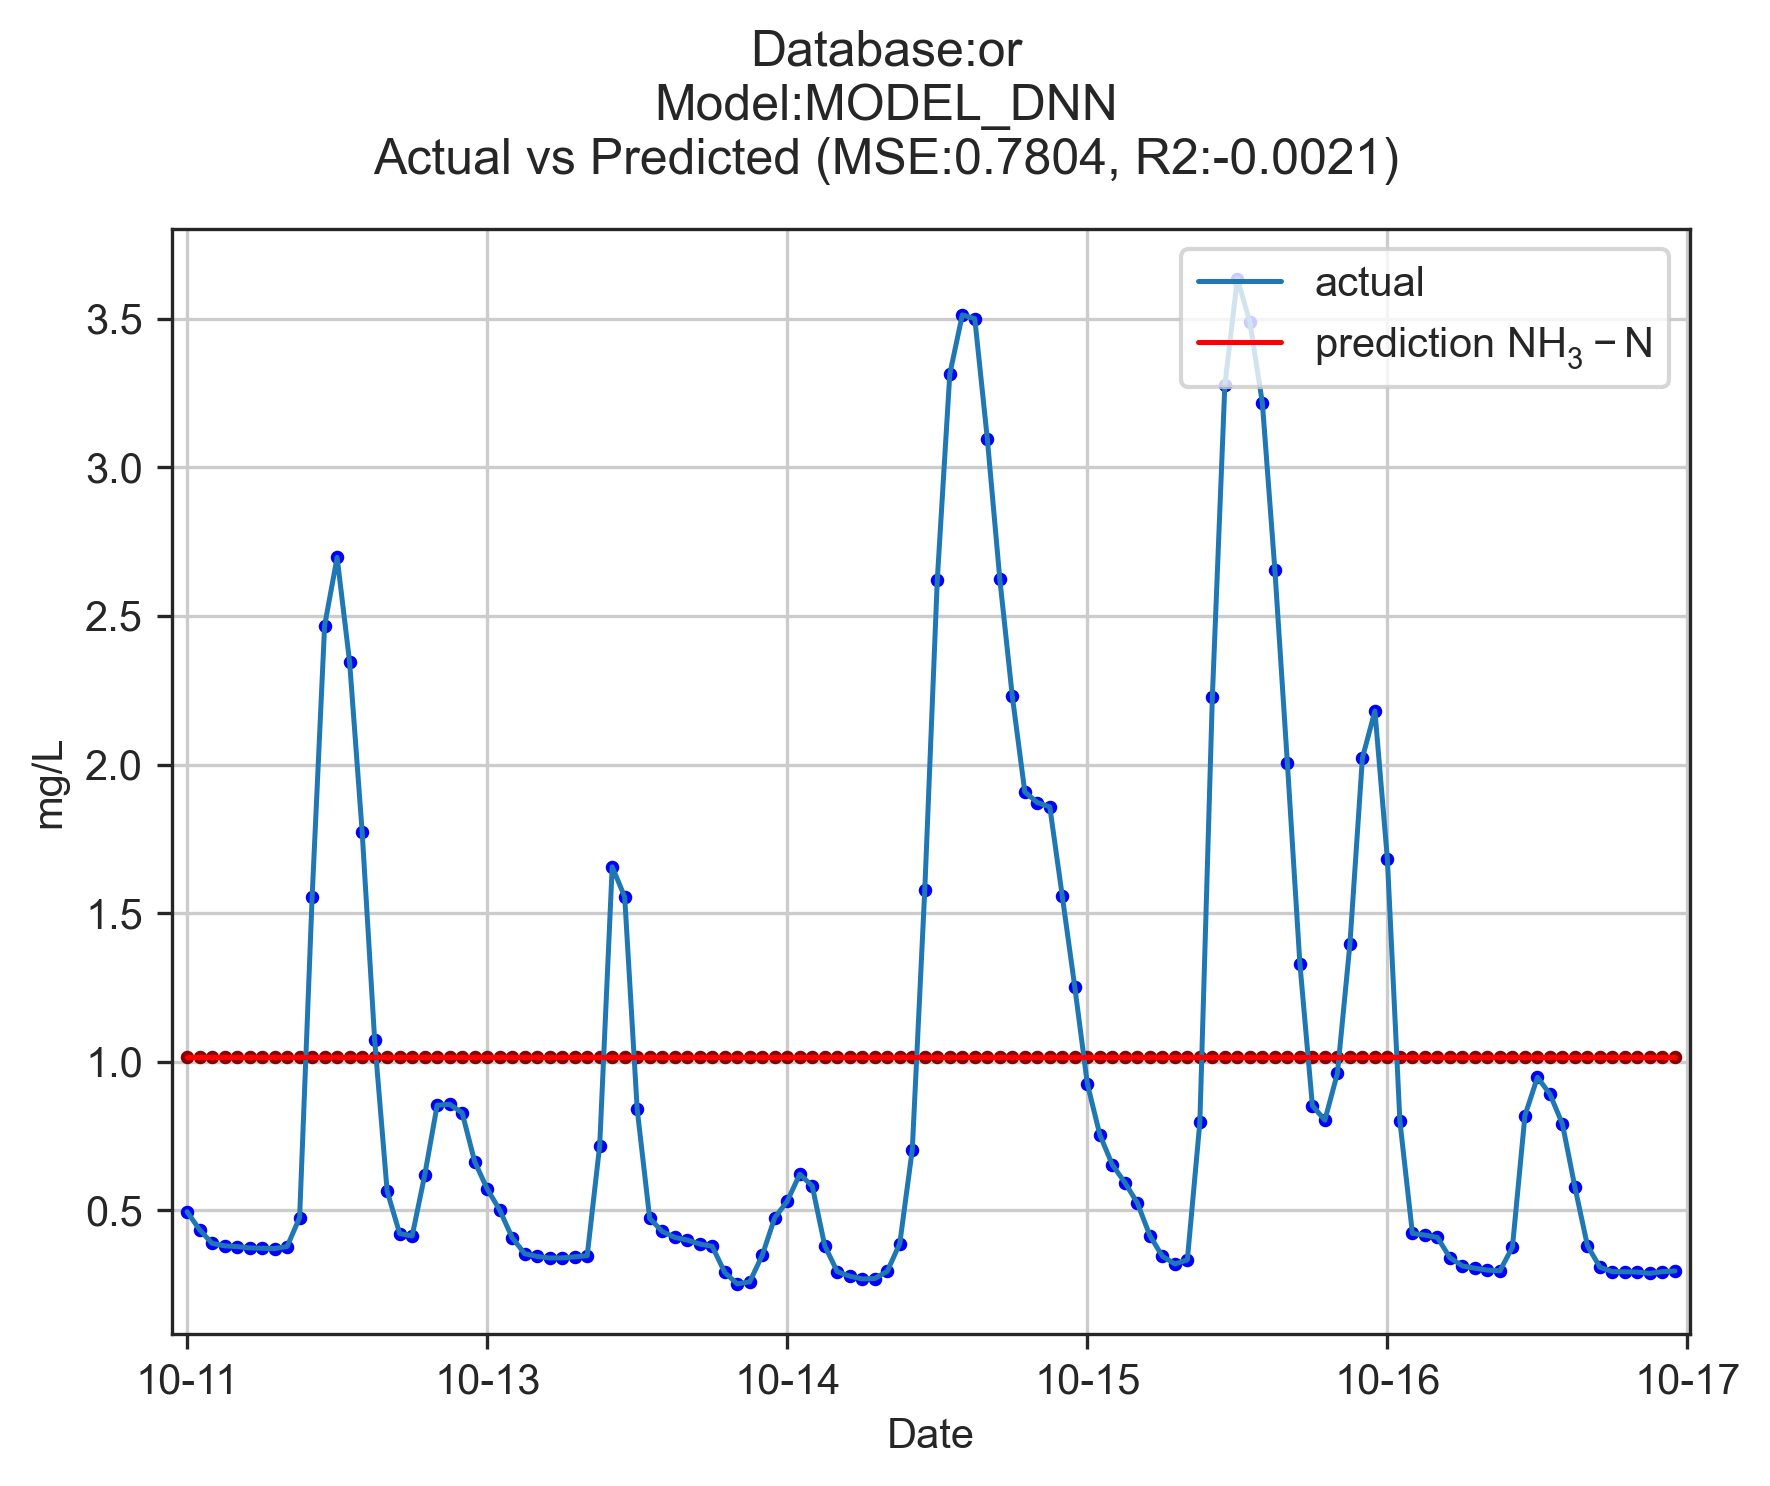 Database:or
Model:MODEL_DNN
Actual vs Predicted (MSE:0.7804, R2:-0.0021)
actual
prediction NH₃ − N
3.5
3.0
2.5
2.0
1.5
1.0
0.5
mg/L
10-11 10-13 10-14 10-15 10-16 10-17
Date